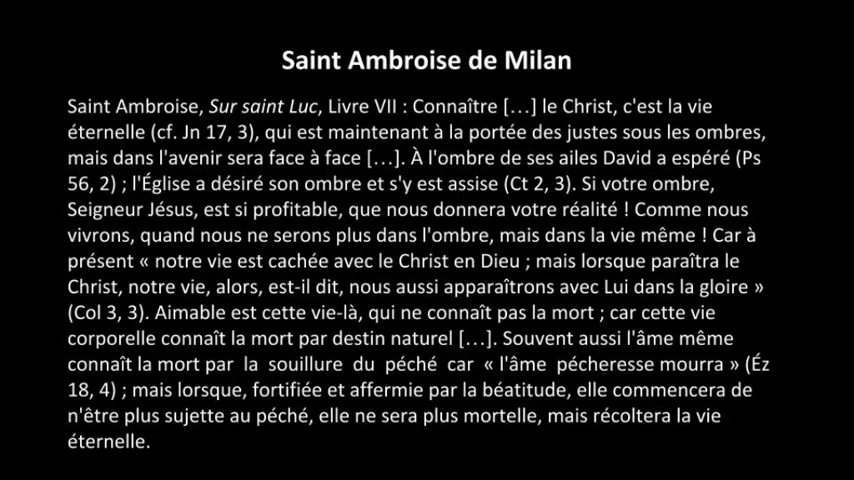 Saint Ambroise de Milan
Saint Ambroise, Sur saint Luc, Livre VII : Connaître […] le Christ, c'est la vie
éternelle (cf. Jn 17, 3), qui est maintenant à la portée des justes sous les ombres,
mais dans l'avenir sera face à face […]. À l'ombre de ses ailes David a espéré (Ps
56, 2) ; l'Église a désiré son ombre et s'y est assise (Ct 2, 3). Si votre ombre,
Seigneur Jésus, est si profitable, que nous donnera votre réalité ! Comme nous
vivrons, quand nous ne serons plus dans l'ombre, mais dans la vie même ! Car à
présent « notre vie est cachée avec le Christ en Dieu ; mais lorsque paraîtra le
Christ, notre vie, alors, est-il dit, nous aussi apparaîtrons avec Lui dans la gloire »
(Col 3, 3). Aimable est cette vie-là, qui ne connaît pas la mort ; car cette vie
corporelle connaît la mort par destin naturel […]. Souvent aussi l'âme même
connaît la mort par la souillure du péché car « l'âme pécheresse mourra » (Éz
18, 4) ; mais lorsque, fortifiée et affermie par la béatitude, elle commencera de
n'être plus sujette au péché, elle ne sera plus mortelle, mais récoltera la vie
éternelle.